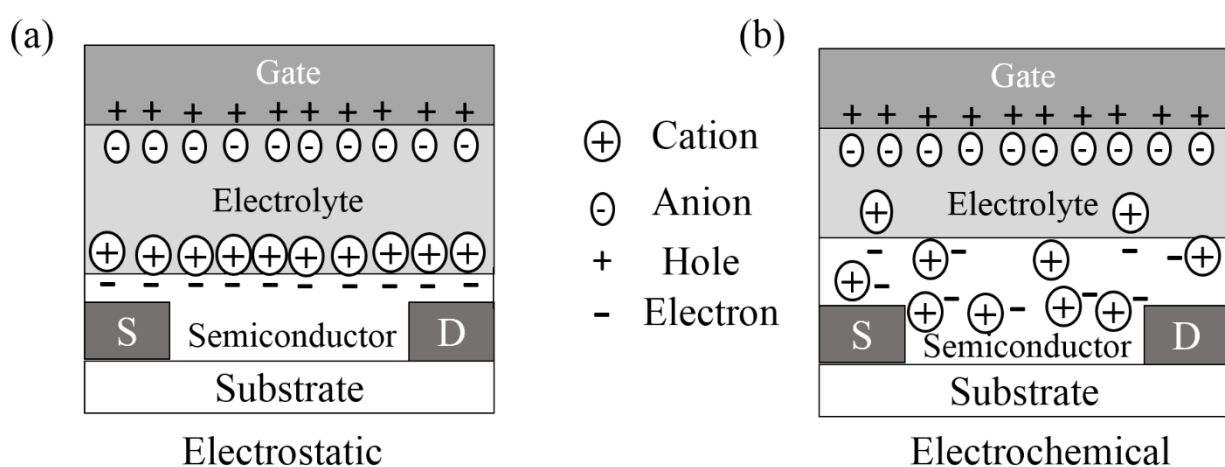 (a)
Gate
Electrolyte
S
Semiconductor
D
Substrate
Electrostatic
Cation
Anion
+ Hole
- Electron
(b)
Gate
Electrolyte
S
Semiconductor
D
Substrate
Electrochemical